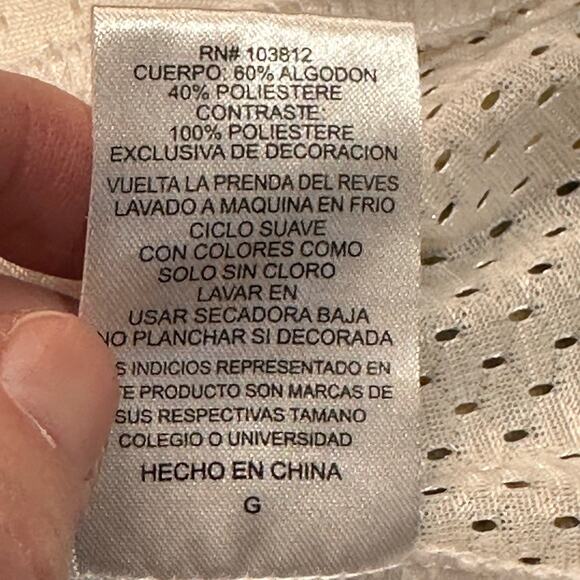 RN# 103812
CUERPO: 60% ALGODON
40% POLIESTERE
CONTRASTE:
100% POLIESTERE
EXCLUSIVA DE DECORACION
VUELTA LA PRENDA DEL REVES
LAVADO A MAQUINA EN FRIO
CICLO SUAVE
CON COLORES COMO
SOLO SIN CLORO
LAVAR EN
USAR SECADORA BAJA
NO PLANCHAR SI DECORADA
INDICIOS REPRESENTADO EN
PRODUCTO SON MARCAS DE
SUS RESPECTIVAS TAMANO
COLEGIO O UNIVERSIDAD
HECHO EN CHINA
G